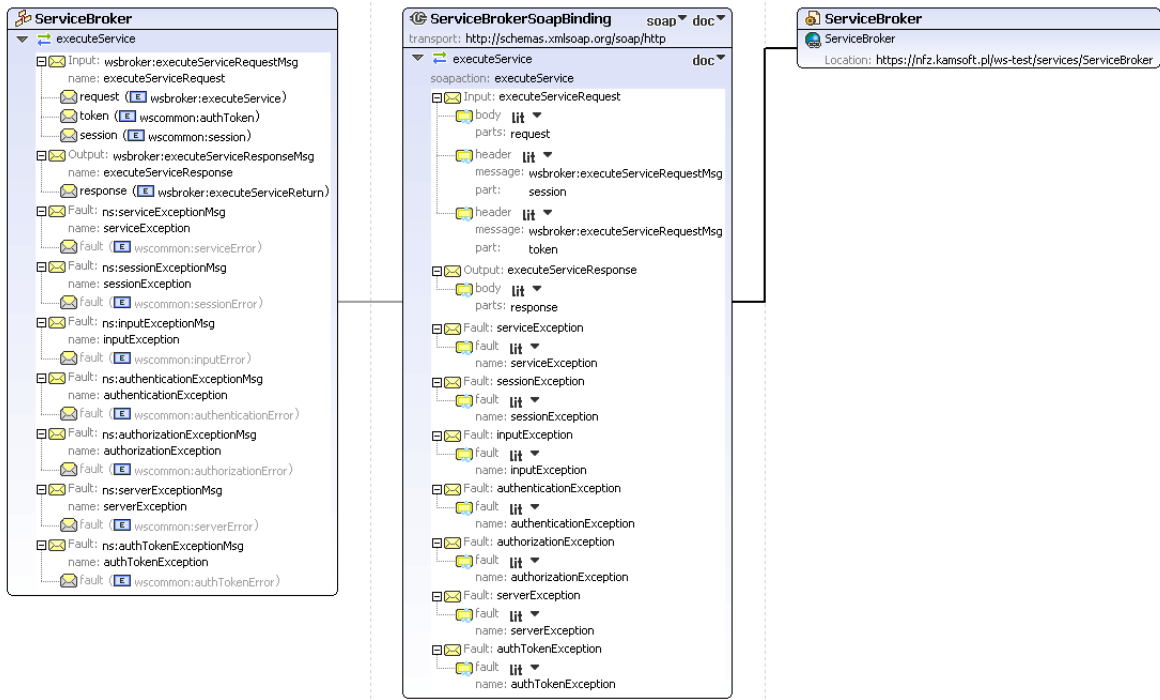 ServiceBroker
executeService
Input: wsbroker:executeServiceRequestMsg
name: executeServiceRequest
request (E wsbroker:executeService)
token (E wscommon:authToken)
session (E wscommon:session)
Output: wsbroker:executeServiceResponseMsg
name: executeServiceResponse
response (E wsbroker:executeServiceReturn)
Fault: ns:serviceExceptionMsg
name: serviceException
fault (E wscommon:serviceError)
Fault: ns:sessionExceptionMsg
name: sessionException
fault (E wscommon:sessionError)
Fault: ns:inputExceptionMsg
name: inputException
fault (E wscommon:inputError)
Fault: ns:authenticationExceptionMsg
name: authenticationException
fault (E wscommon:authenticationError)
Fault: ns:authorizationExceptionMsg
name: authorizationException
fault (E wscommon:authorizationError)
Fault: ns:serverExceptionMsg
name: serverException
fault (E wscommon:serverError)
Fault: ns:authTokenExceptionMsg
name: authTokenException
fault (E wscommon:authTokenError)
ServiceBrokerSoapBinding soap doc
transport: http://schemas.xmlsoap.org/soap/http
executeService doc
soapaction: executeService
Input: executeServiceRequest
body lit
parts: request
header lit
message: wsbroker:executeServiceRequestMsg
part: session
header lit
message: wsbroker:executeServiceRequestMsg
part: token
Output: executeServiceResponse
body lit
parts: response
Fault: serviceException
fault lit
name: serviceException
Fault: sessionException
fault lit
name: sessionException
Fault: inputException
fault lit
name: inputException
Fault: authenticationException
fault lit
name: authenticationException
Fault: authorizationException
fault lit
name: authorizationException
Fault: serverException
fault lit
name: serverException
Fault: authTokenException
fault lit
name: authTokenException
ServiceBroker
ServiceBroker
Location: https://nfz.kamsoft.pl/ws-test/services/ServiceBroker